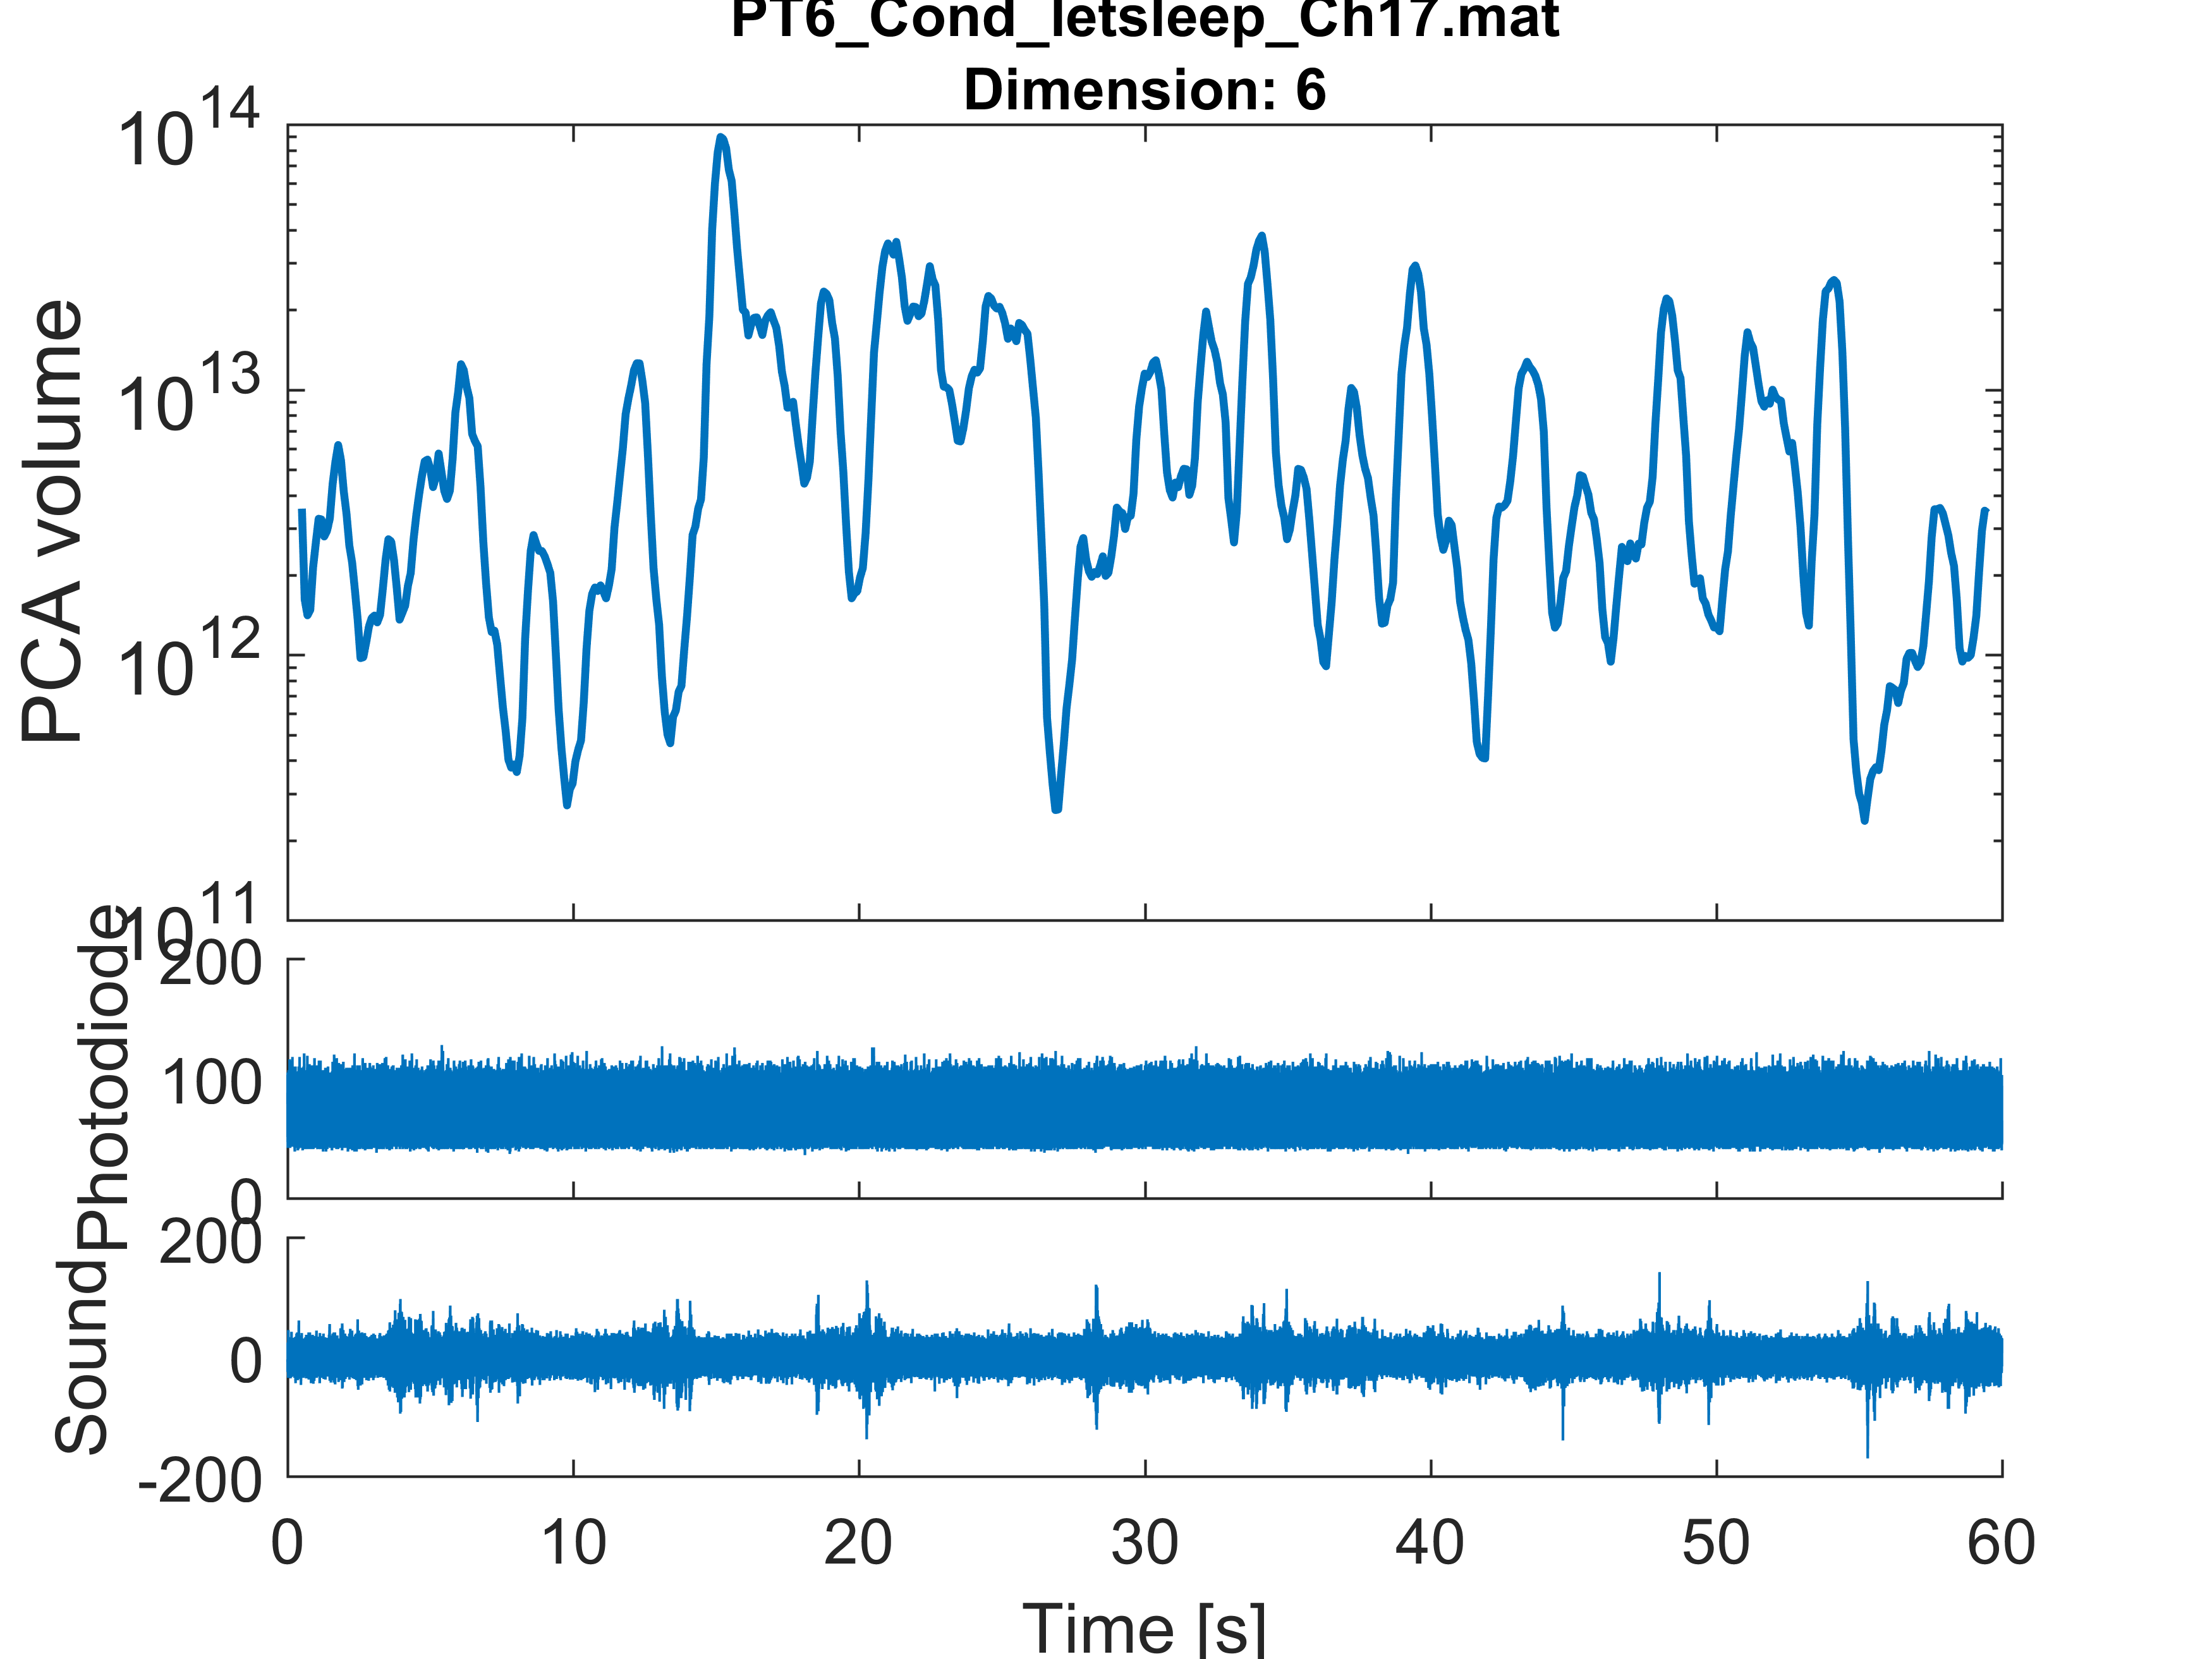 PT6_Cond_letsleep_Ch17.mat
Dimension: 6
10^14
10^13
10^12
10^11
PCA volume
200
100
0
Photodiode
200
0
-200
Sound
0 10 20 30 40 50 60
Time [s]